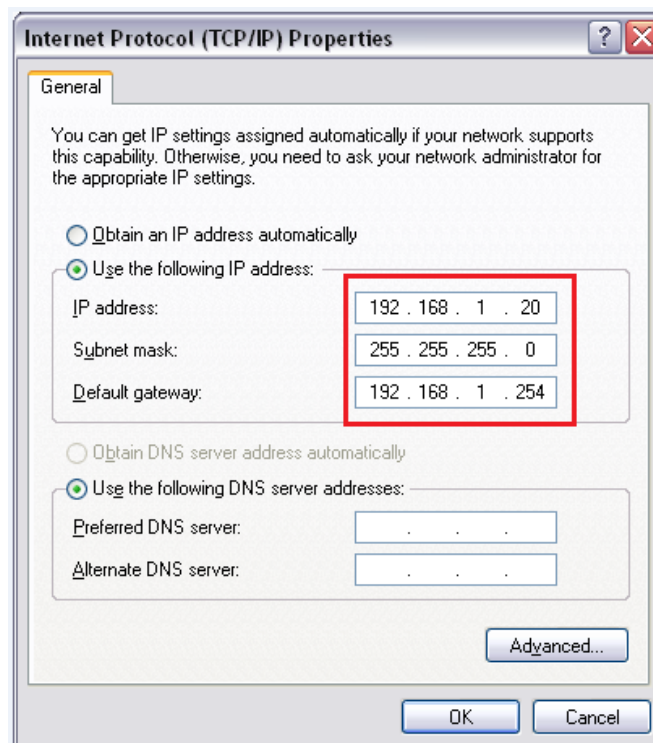 Internet Protocol (TCP/IP) Properties
General
You can get IP settings assigned automatically if your network supports
this capability. Otherwise, you need to ask your network administrator for
the appropriate IP settings.
Obtain an IP address automatically
Use the following IP address:
IP address: 192 . 168 . 1 . 20
Subnet mask: 255 . 255 . 255 . 0
Default gateway: 192 . 168 . 1 . 254
Obtain DNS server address automatically
Use the following DNS server addresses:
Preferred DNS server: . . .
Alternate DNS server: . . .
Advanced...
OK Cancel